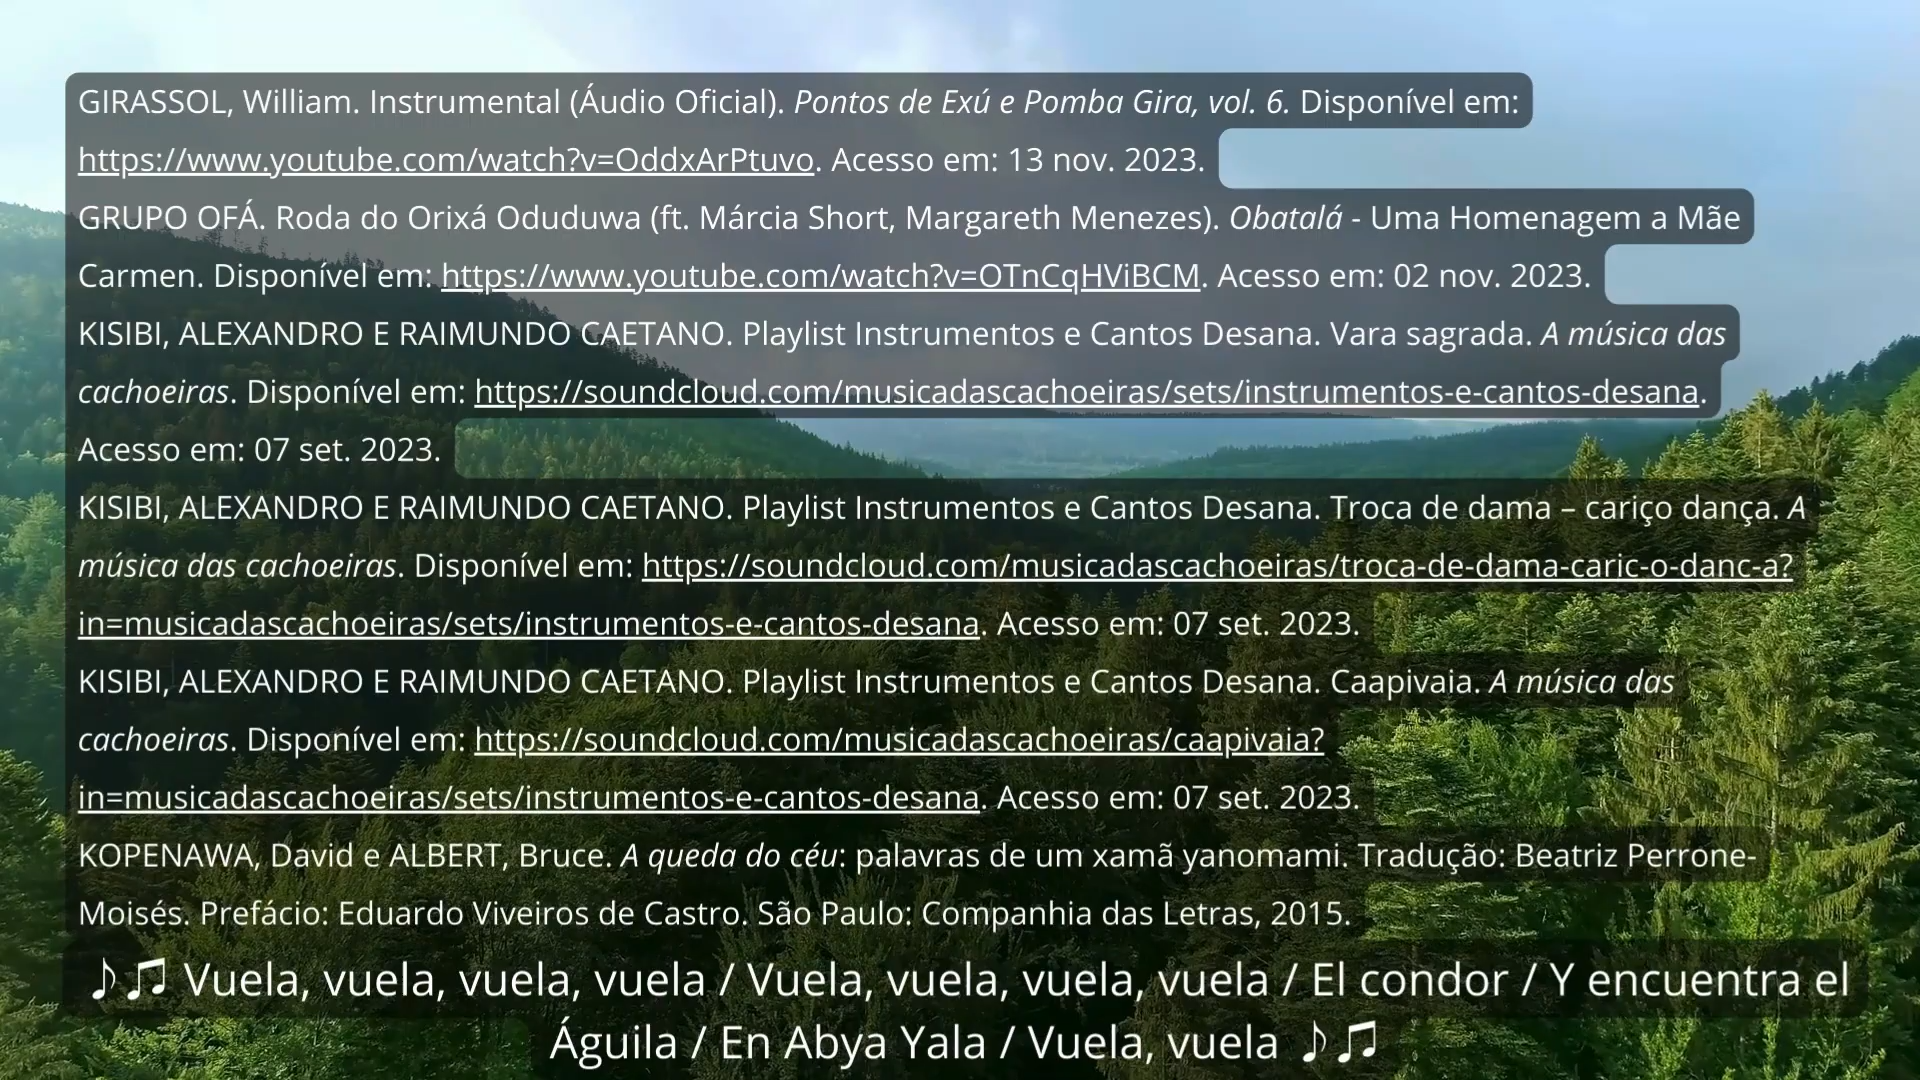 GIRASSOL, William. Instrumental (Áudio Oficial). Pontos de Exú e Pomba Gira, vol. 6. Disponível em:
https://www.youtube.com/watch?v=OddxArPtuvo. Acesso em: 13 nov. 2023.
GRUPO OFÁ. Roda do Orixá Oduduwa (ft. Márcia Short, Margareth Menezes). Obatalá - Uma Homenagem a Mãe
Carmen. Disponível em: https://www.youtube.com/watch?v=OTnCqHViBCM. Acesso em: 02 nov. 2023.
KISIBI, ALEXANDRO E RAIMUNDO CAETANO. Playlist Instrumentos e Cantos Desana. Vara sagrada. A música das
cachoeiras. Disponível em: https://soundcloud.com/musicadascachoeiras/sets/instrumentos-e-cantos-desana.
Acesso em: 07 set. 2023.
KISIBI, ALEXANDRO E RAIMUNDO CAETANO. Playlist Instrumentos e Cantos Desana. Troca de dama – cariço dança. A
música das cachoeiras. Disponível em: https://soundcloud.com/musicadascachoeiras/troca-de-dama-caric-o-danc-a?
in=musicadascachoeiras/sets/instrumentos-e-cantos-desana. Acesso em: 07 set. 2023.
KISIBI, ALEXANDRO E RAIMUNDO CAETANO. Playlist Instrumentos e Cantos Desana. Caapivaia. A música das
cachoeiras. Disponível em: https://soundcloud.com/musicadascachoeiras/caapivaia?
in=musicadascachoeiras/sets/instrumentos-e-cantos-desana. Acesso em: 07 set. 2023.
KOPENAWA, David e ALBERT, Bruce. A queda do céu: palavras de um xamã yanomami. Tradução: Beatriz Perrone-
Moisés. Prefácio: Eduardo Viveiros de Castro. São Paulo: Companhia das Letras, 2015.
♪♫ Vuela, vuela, vuela, vuela / Vuela, vuela, vuela, vuela / El condor / Y encuentra el
Águila / En Abya Yala / Vuela, vuela ♪♫